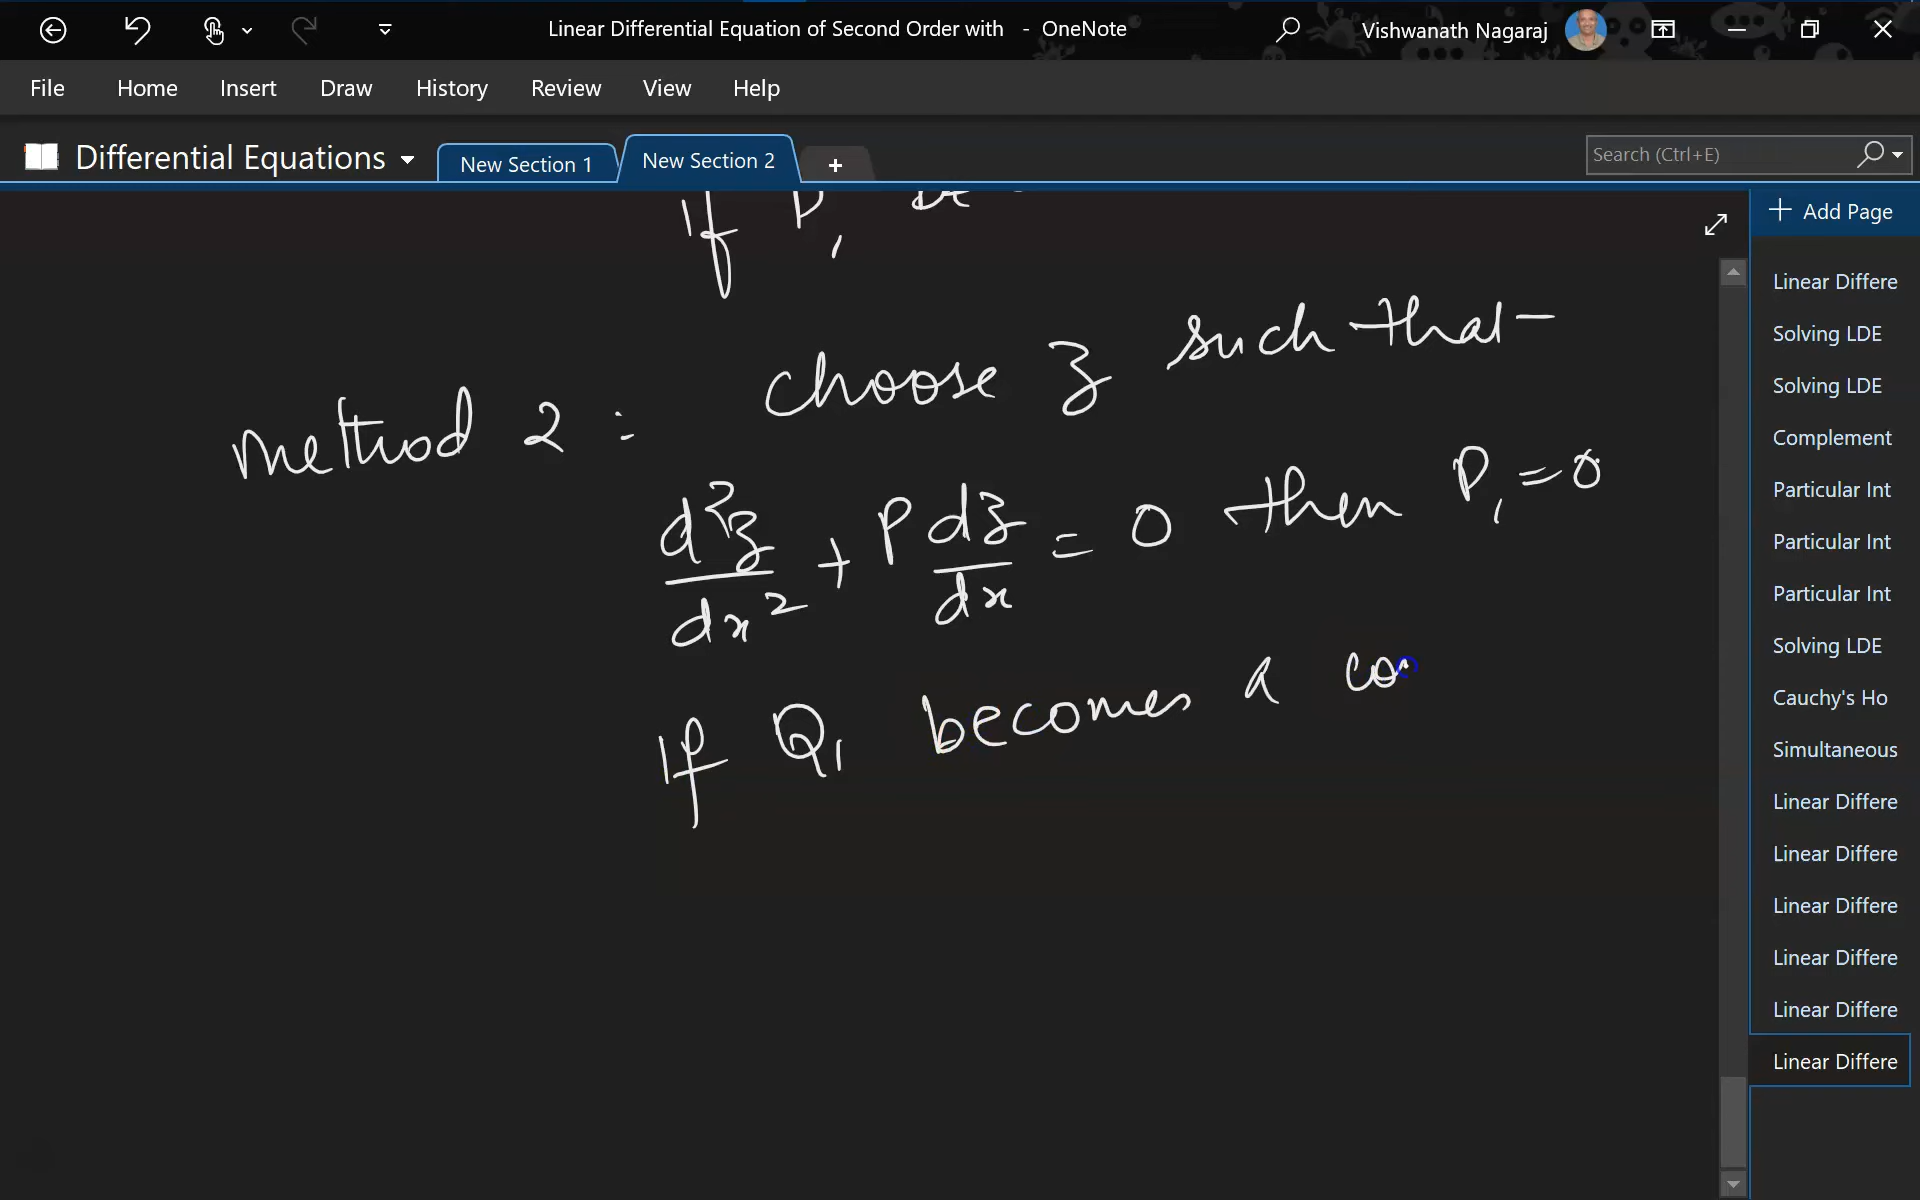 Linear Differential Equation of Second Order with - OneNote
Vishwanath Nagaraj
File Home Insert Draw History Review View Help
Differential Equations
New Section 1
New Section 2
+
Search (Ctrl+E)
Add Page
Linear Differe
Solving LDE
Solving LDE
Complement
Particular Int
Particular Int
Particular Int
Solving LDE
Cauchy's Ho
Simultaneous
Linear Differe
Linear Differe
Linear Differe
Linear Differe
Linear Differe
Linear Differe
If P₁
method 2 : choose z such that
d²z/dx² + P dz/dx = 0 then P₁ = 0
If Q₁ becomes a co